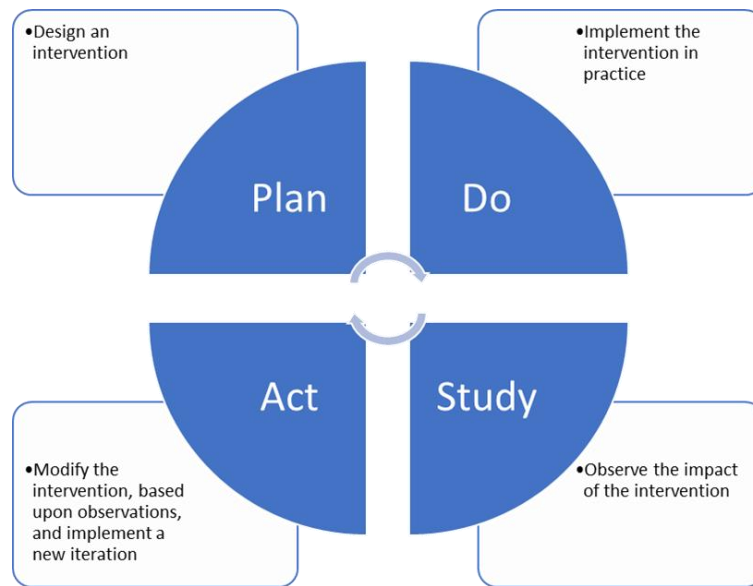 •Design an
intervention
•Implement the
intervention in
practice
Plan
Do
Act
Study
•Modify the
intervention, based
upon observations,
and implement a
new iteration
•Observe the impact
of the intervention